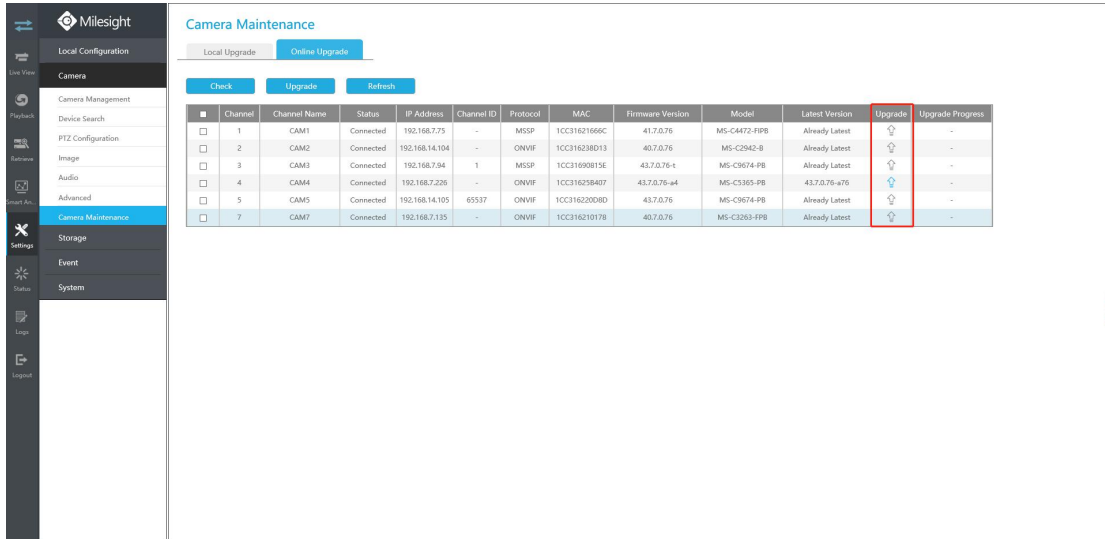 Milesight
Local Configuration
Live View
Camera
Playback
Camera Management
Device Search
PTZ Configuration
Retrieve
Image
Audio
Smart An...
Advanced
Camera Maintenance
Settings
Storage
Event
Status
System
Logs
Logout
Camera Maintenance
Local Upgrade Online Upgrade
Check Upgrade Refresh
Channel Channel Name Status IP Address Channel ID Protocol MAC Firmware Version Model Latest Version Upgrade Upgrade Progress
1 CAM1 Connected 192.168.7.75 - MSSP 1CC31621666C 41.7.0.76 MS-C4472-FIPB Already Latest -
2 CAM2 Connected 192.168.14.104 - ONVIF 1CC316238D13 40.7.0.76 MS-C2942-B Already Latest -
3 CAM3 Connected 192.168.7.94 1 MSSP 1CC31690815E 43.7.0.76-t MS-C9674-PB Already Latest -
4 CAM4 Connected 192.168.7.226 - ONVIF 1CC31625B407 43.7.0.76-a4 MS-C5365-PB 43.7.0.76-a76 -
5 CAM5 Connected 192.168.14.105 65537 ONVIF 1CC316220D8D 43.7.0.76 MS-C9674-PB Already Latest -
7 CAM7 Connected 192.168.7.135 - ONVIF 1CC316210178 40.7.0.76 MS-C3263-FPB Already Latest -